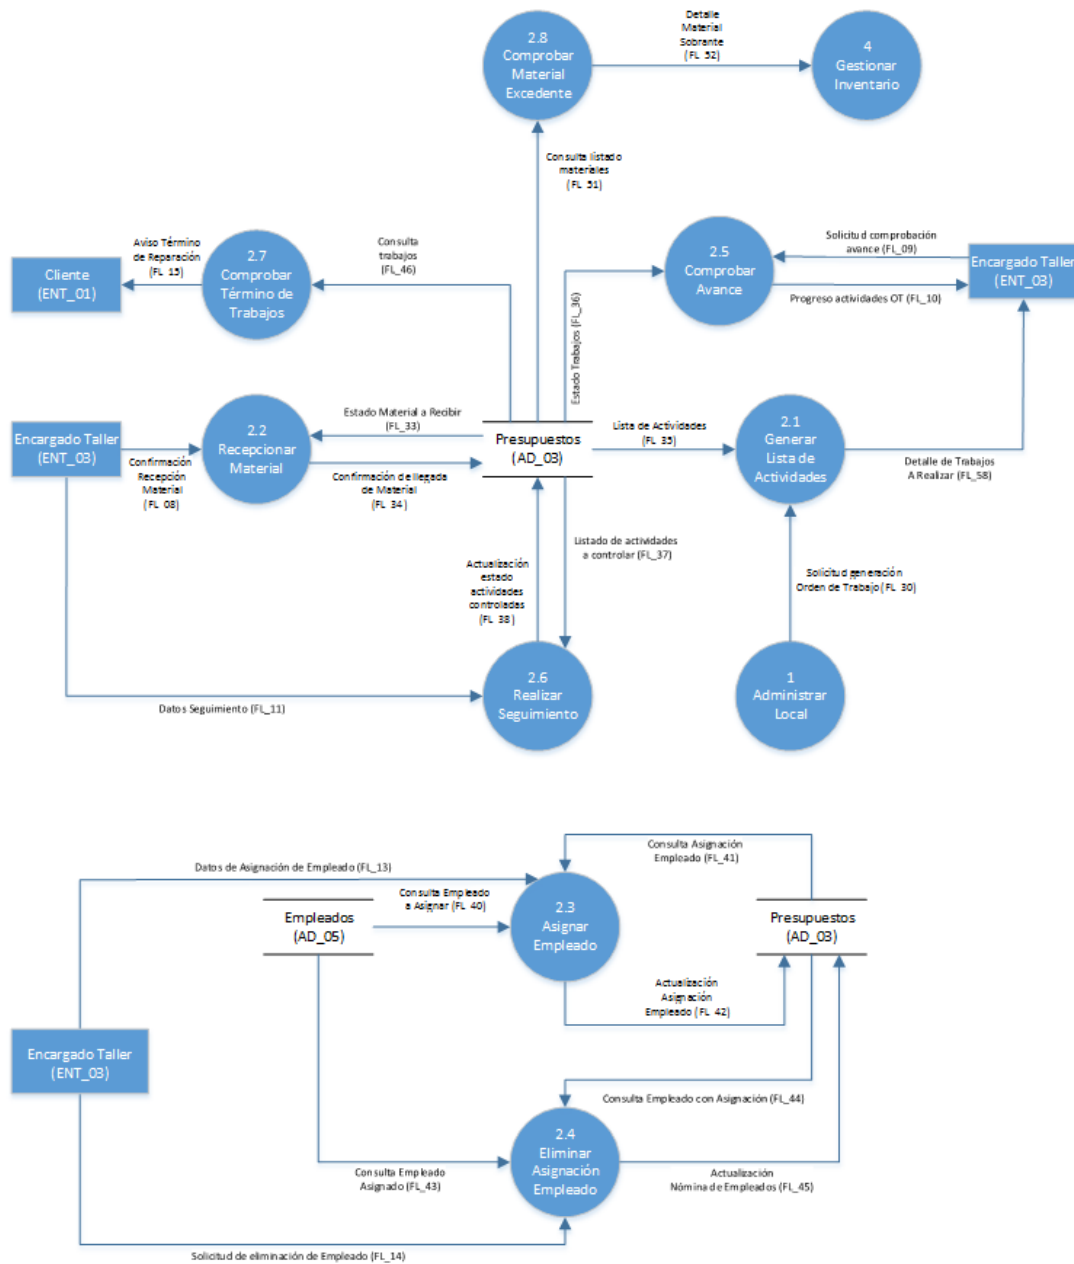 Detalle
Material
Sobrante
(FL_52)
2.8
Comprobar
Material
Excedente
4
Gestionar
Inventario
Consulta listado
materiales
(FL_51)
Aviso Término
de Reparación
(FL_15)
Cliente
(ENT_01)
2.7
Comprobar
Término de
Trabajos
Consulta
trabajos
(FL_46)
2.5
Comprobar
Avance
Solicitud comprobación
avance (FL_09)
Encargado Taller
(ENT_03)
Progreso actividades OT (FL_10)
Estado Trabajos (FL_36)
Encargado Taller
(ENT_03)
Confirmación
Recepción
Material
(FL_08)
2.2
Recepcionar
Material
Estado Material a Recibir
(FL_33)
Confirmación de llegada
de Material
(FL_34)
Presupuestos
(AD_03)
Lista de Actividades
(FL_35)
2.1
Generar
Lista de
Actividades
Detalle de Trabajos
A Realizar (FL_58)
Actualización
estado
actividades
controladas
(FL_38)
Listado de actividades
a controlar (FL_37)
Solicitud generación
Orden de Trabajo (FL_30)
2.6
Realizar
Seguimiento
1
Administrar
Local
Datos Seguimiento (FL_11)
Consulta Asignación
Empleado (FL_41)
Datos de Asignación de Empleado (FL_13)
Consulta Empleado
a Asignar (FL_40)
Empleados
(AD_05)
2.3
Asignar
Empleado
Presupuestos
(AD_03)
Actualización
Asignación
Empleado (FL_42)
Encargado Taller
(ENT_03)
Consulta Empleado con Asignación (FL_44)
2.4
Eliminar
Asignación
Empleado
Consulta Empleado
Asignado (FL_43)
Actualización
Nómina de Empleados (FL_45)
Solicitud de eliminación de Empleado (FL_14)